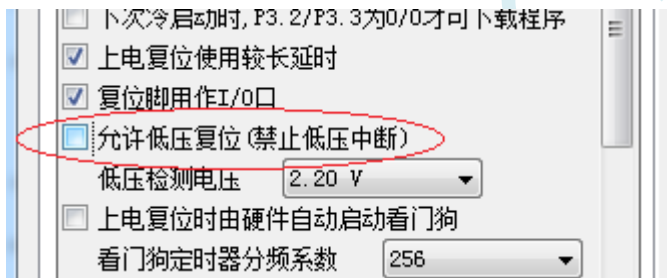 下次冷启动时,P3.2/P3.3为0/0才可下载程序
上电复位使用较长延时
复位脚用作I/O口
允许低压复位(禁止低压中断)
低压检测电压 2.20 V
上电复位时由硬件自动启动看门狗
看门狗定时器分频系数 256